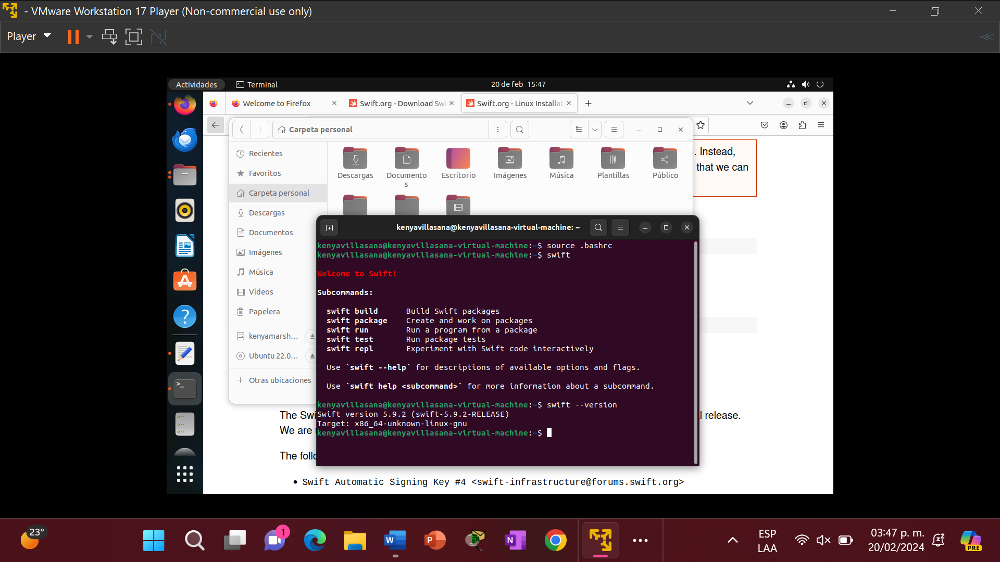 - VMware Workstation 17 Player (Non-commercial use only)
Player
Actividades
Terminal
20 de feb 15:47
Welcome to Firefox
Swift.org - Download Swi
Swift.org - Linux Installat
Carpeta personal
Recientes
Favoritos
Carpeta personal
Descargas
Documentos
Imágenes
Música
Vídeos
Papelera
kenyamarsh...
Ubuntu 22.0...
Otras ubicaciones
Descargas
Documento
s
Escritorio
Imágenes
Música
Plantillas
Público
. Instead,
that we can
kenyavillasana@kenyavillasana-virtual-machine: ~
kenyavillasana@kenyavillasana-virtual-machine:~$ source .bashrc
kenyavillasana@kenyavillasana-virtual-machine:~$ swift
Welcome to Swift!
Subcommands:
swift build Build Swift packages
swift package Create and work on packages
swift run Run a program from a package
swift test Run package tests
swift repl Experiment with Swift code interactively
Use `swift --help` for descriptions of available options and flags.
Use `swift help <subcommand>` for more information about a subcommand.
kenyavillasana@kenyavillasana-virtual-machine:~$ swift --version
Swift version 5.9.2 (swift-5.9.2-RELEASE)
Target: x86_64-unknown-linux-gnu
kenyavillasana@kenyavillasana-virtual-machine:~$
The Swi
l release.
We are
The follo
• Swift Automatic Signing Key #4 <swift-infrastructure@forums.swift.org>
23°
1
ESP
LAA
03:47 p. m.
20/02/2024
PRE